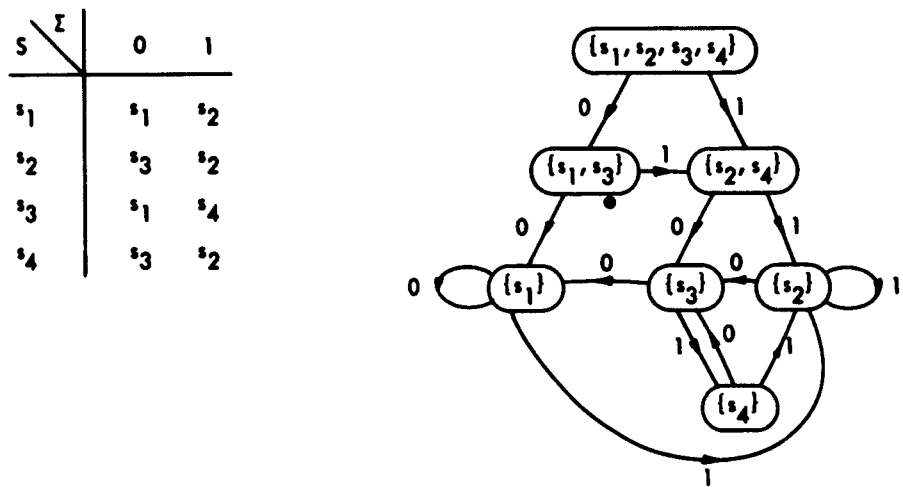 S Σ 0 1
s1 s1 s2
s2 s3 s2
s3 s1 s4
s4 s3 s2
{s1, s2, s3, s4}
0 1
{s1, s3} 1 {s2, s4}
0 0 1
0 {s1} 0 {s3} 0 {s2} 1
1 0 1
{s4}
1